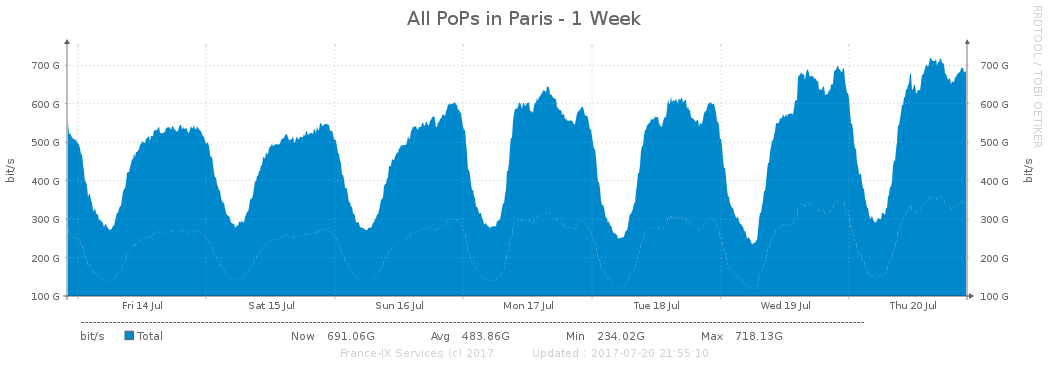 All PoPs in Paris - 1 Week
RRDTOOL / TOBI OETIKER
bit/s
700 G
600 G
500 G
400 G
300 G
200 G
100 G
700 G
600 G
500 G
400 G
300 G
200 G
100 G
bit/s
Fri 14 Jul Sat 15 Jul Sun 16 Jul Mon 17 Jul Tue 18 Jul Wed 19 Jul Thu 20 Jul
bit/s Total Now 691.06G Avg 483.86G Min 234.02G Max 718.13G
France-IX Services (c) 2017 Updated : 2017-07-20 21:55:10